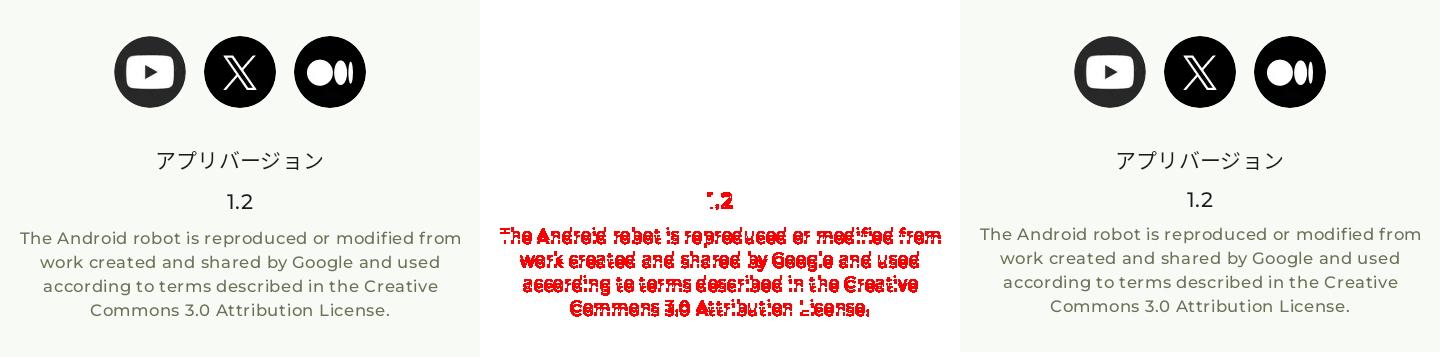 アプリバージョン
1.2
The Android robot is reproduced or modified from
work created and shared by Google and used
according to terms described in the Creative
Commons 3.0 Attribution License.
1.2
The Android robot is reproduced or modified from
work created and shared by Google and used
according to terms described in the Creative
Commons 3.0 Attribution License.
アプリバージョン
1.2
The Android robot is reproduced or modified from
work created and shared by Google and used
according to terms described in the Creative
Commons 3.0 Attribution License.